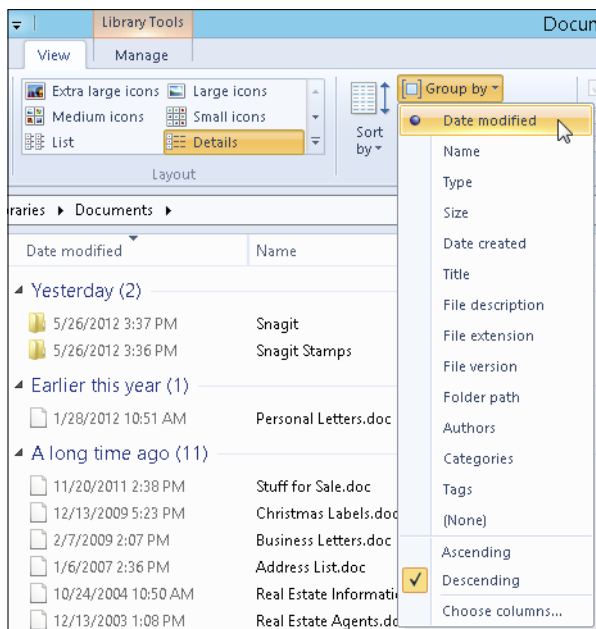 Library Tools
Docum
View Manage
Extra large icons Large icons
Medium icons Small icons
List Details
Layout
Sort by
Group by
raries Documents
Date modified Name
Yesterday (2)
5/26/2012 3:37 PM Snagit
5/26/2012 3:36 PM Snagit Stamps
Earlier this year (1)
1/28/2012 10:51 AM Personal Letters.doc
A long time ago (11)
11/20/2011 2:38 PM Stuff for Sale.doc
12/13/2009 5:23 PM Christmas Labels.doc
2/7/2009 2:07 PM Business Letters.doc
1/6/2007 2:36 PM Address List.doc
10/24/2004 10:50 AM Real Estate Informati
12/13/2003 1:08 PM Real Estate Agents.do
Date modified
Name
Type
Size
Date created
Title
File description
File extension
File version
Folder path
Authors
Categories
Tags
(None)
Ascending
Descending
Choose columns...